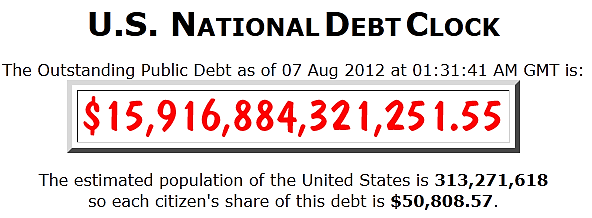 U.S. NATIONAL DEBT CLOCK
The Outstanding Public Debt as of 07 Aug 2012 at 01:31:41 AM GMT is:
$15,916,884,321,251.55
The estimated population of the United States is 313,271,618
so each citizen's share of this debt is $50,808.57.